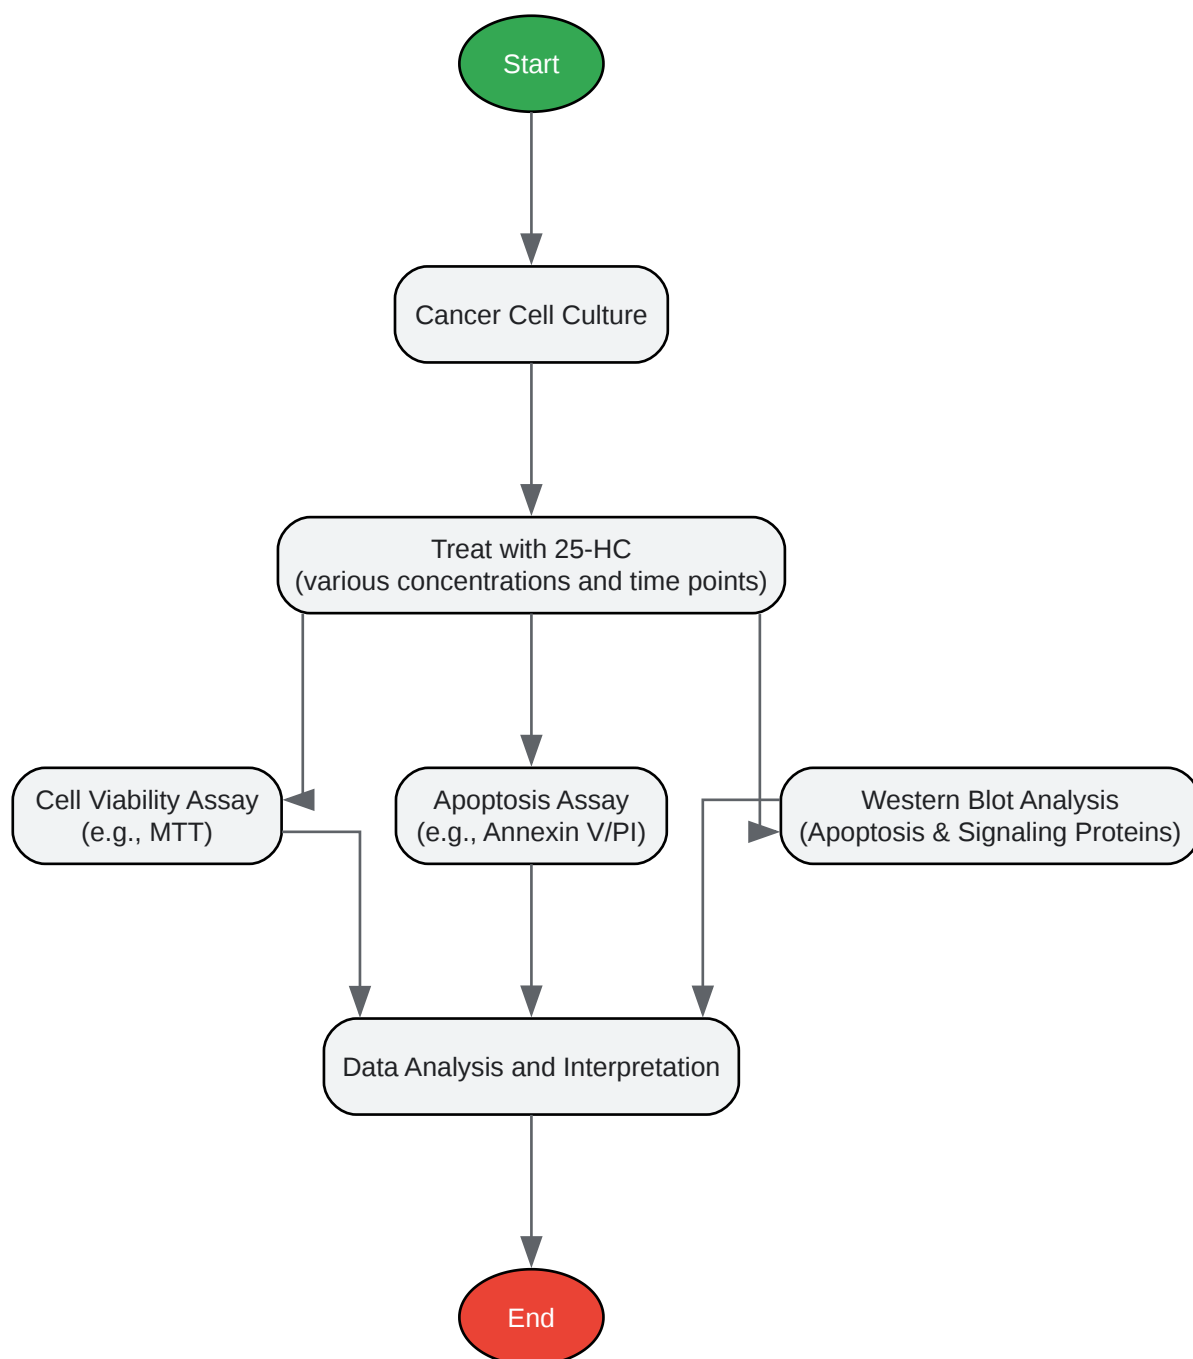 Start
Cancer Cell Culture
Treat with 25-HC
(various concentrations and time points)
Cell Viability Assay
(e.g., MTT)
Apoptosis Assay
(e.g., Annexin V/PI)
Western Blot Analysis
(Apoptosis & Signaling Proteins)
Data Analysis and Interpretation
End